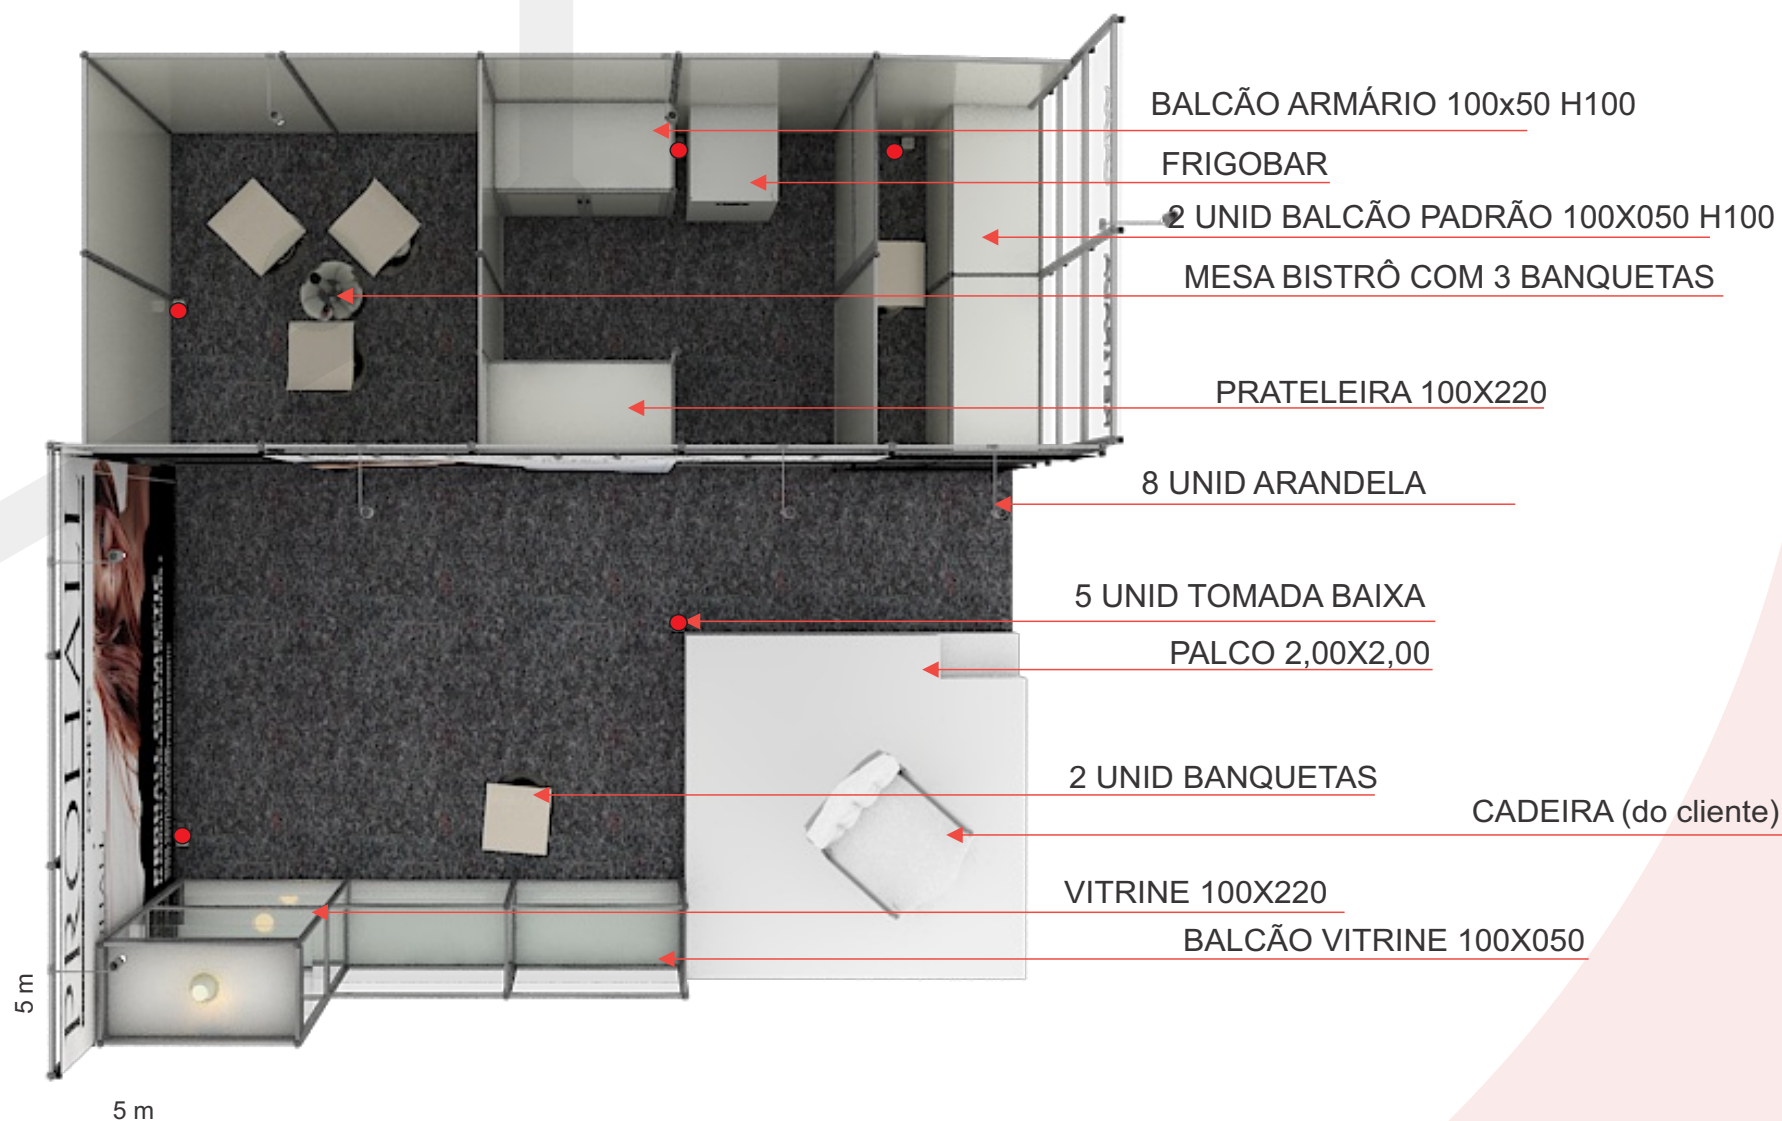 BALCÃO ARMÁRIO 100x50 H100
FRIGOBAR
2 UNID BALCÃO PADRÃO 100X050 H100
MESA BISTRÔ COM 3 BANQUETAS
PRATELEIRA 100X220
8 UNID ARANDELA
5 UNID TOMADA BAIXA
PALCO 2,00X2,00
2 UNID BANQUETAS
CADEIRA (do cliente)
VITRINE 100X220
BALCÃO VITRINE 100X050
5 m
5 m